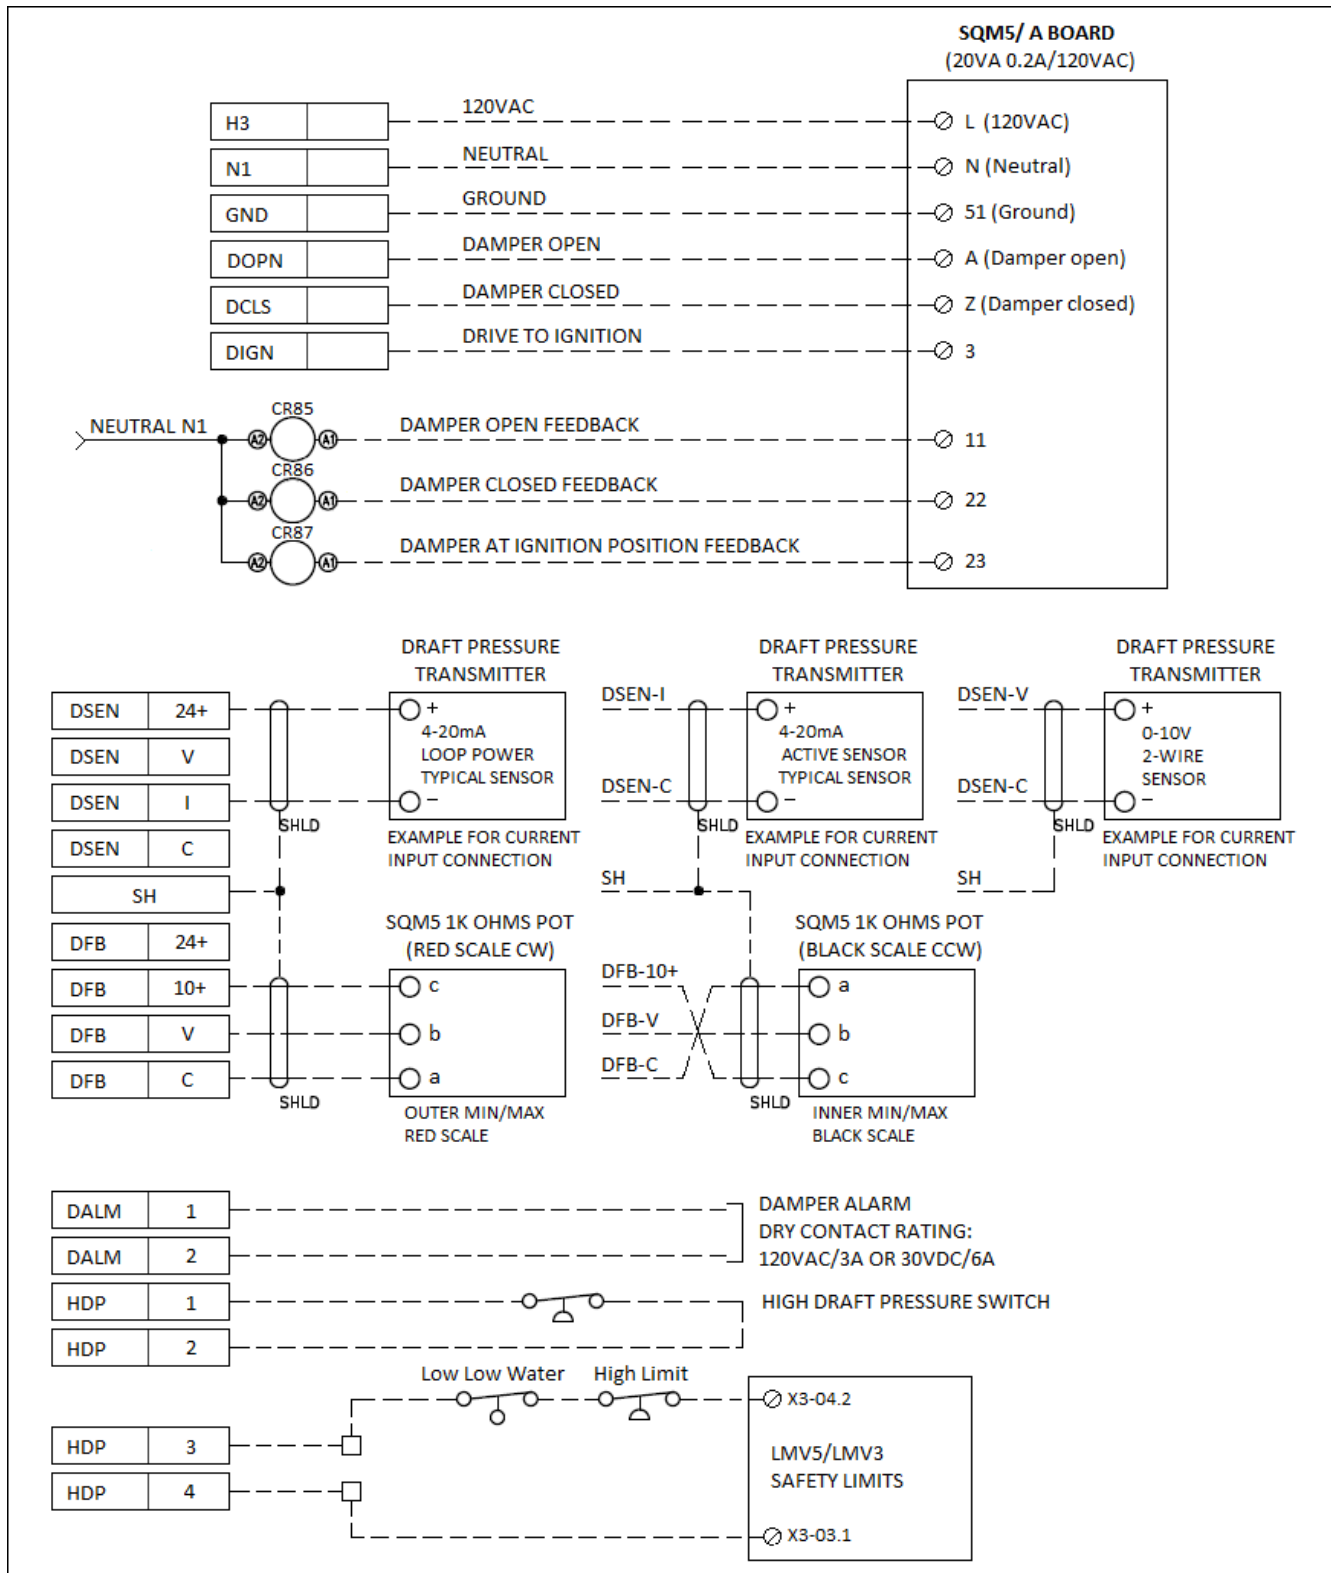 SQM5/ A BOARD
(20VA 0.2A/120VAC)
H3
120VAC
L (120VAC)
N1
NEUTRAL
N (Neutral)
GND
GROUND
51 (Ground)
DOPN
DAMPER OPEN
A (Damper open)
DCLS
DAMPER CLOSED
Z (Damper closed)
DIGN
DRIVE TO IGNITION
3
NEUTRAL N1
CR85
A2
A1
DAMPER OPEN FEEDBACK
11
CR86
A2
A1
DAMPER CLOSED FEEDBACK
22
CR87
A2
A1
DAMPER AT IGNITION POSITION FEEDBACK
23
DSEN 24+
DSEN V
DSEN I
DSEN C
SH
DFB 24+
DFB 10+
DFB V
DFB C
DRAFT PRESSURE
TRANSMITTER
+
4-20mA
LOOP POWER
TYPICAL SENSOR
−
SHLD
EXAMPLE FOR CURRENT
INPUT CONNECTION
DRAFT PRESSURE
TRANSMITTER
DSEN-I
+
4-20mA
ACTIVE SENSOR
TYPICAL SENSOR
DSEN-C
−
SHLD
EXAMPLE FOR CURRENT
INPUT CONNECTION
SH
DRAFT PRESSURE
TRANSMITTER
DSEN-V
+
0-10V
2-WIRE
SENSOR
DSEN-C
−
SHLD
EXAMPLE FOR CURRENT
INPUT CONNECTION
SH
SQM5 1K OHMS POT
(RED SCALE CW)
c
b
a
SHLD
OUTER MIN/MAX
RED SCALE
SQM5 1K OHMS POT
(BLACK SCALE CCW)
DFB-10+
a
DFB-V
b
DFB-C
c
SHLD
INNER MIN/MAX
BLACK SCALE
DALM 1
DALM 2
DAMPER ALARM
DRY CONTACT RATING:
120VAC/3A OR 30VDC/6A
HDP 1
HIGH DRAFT PRESSURE SWITCH
HDP 2
Low Low Water
High Limit
X3-04.2
HDP 3
LMV5/LMV3
SAFETY LIMITS
HDP 4
X3-03.1